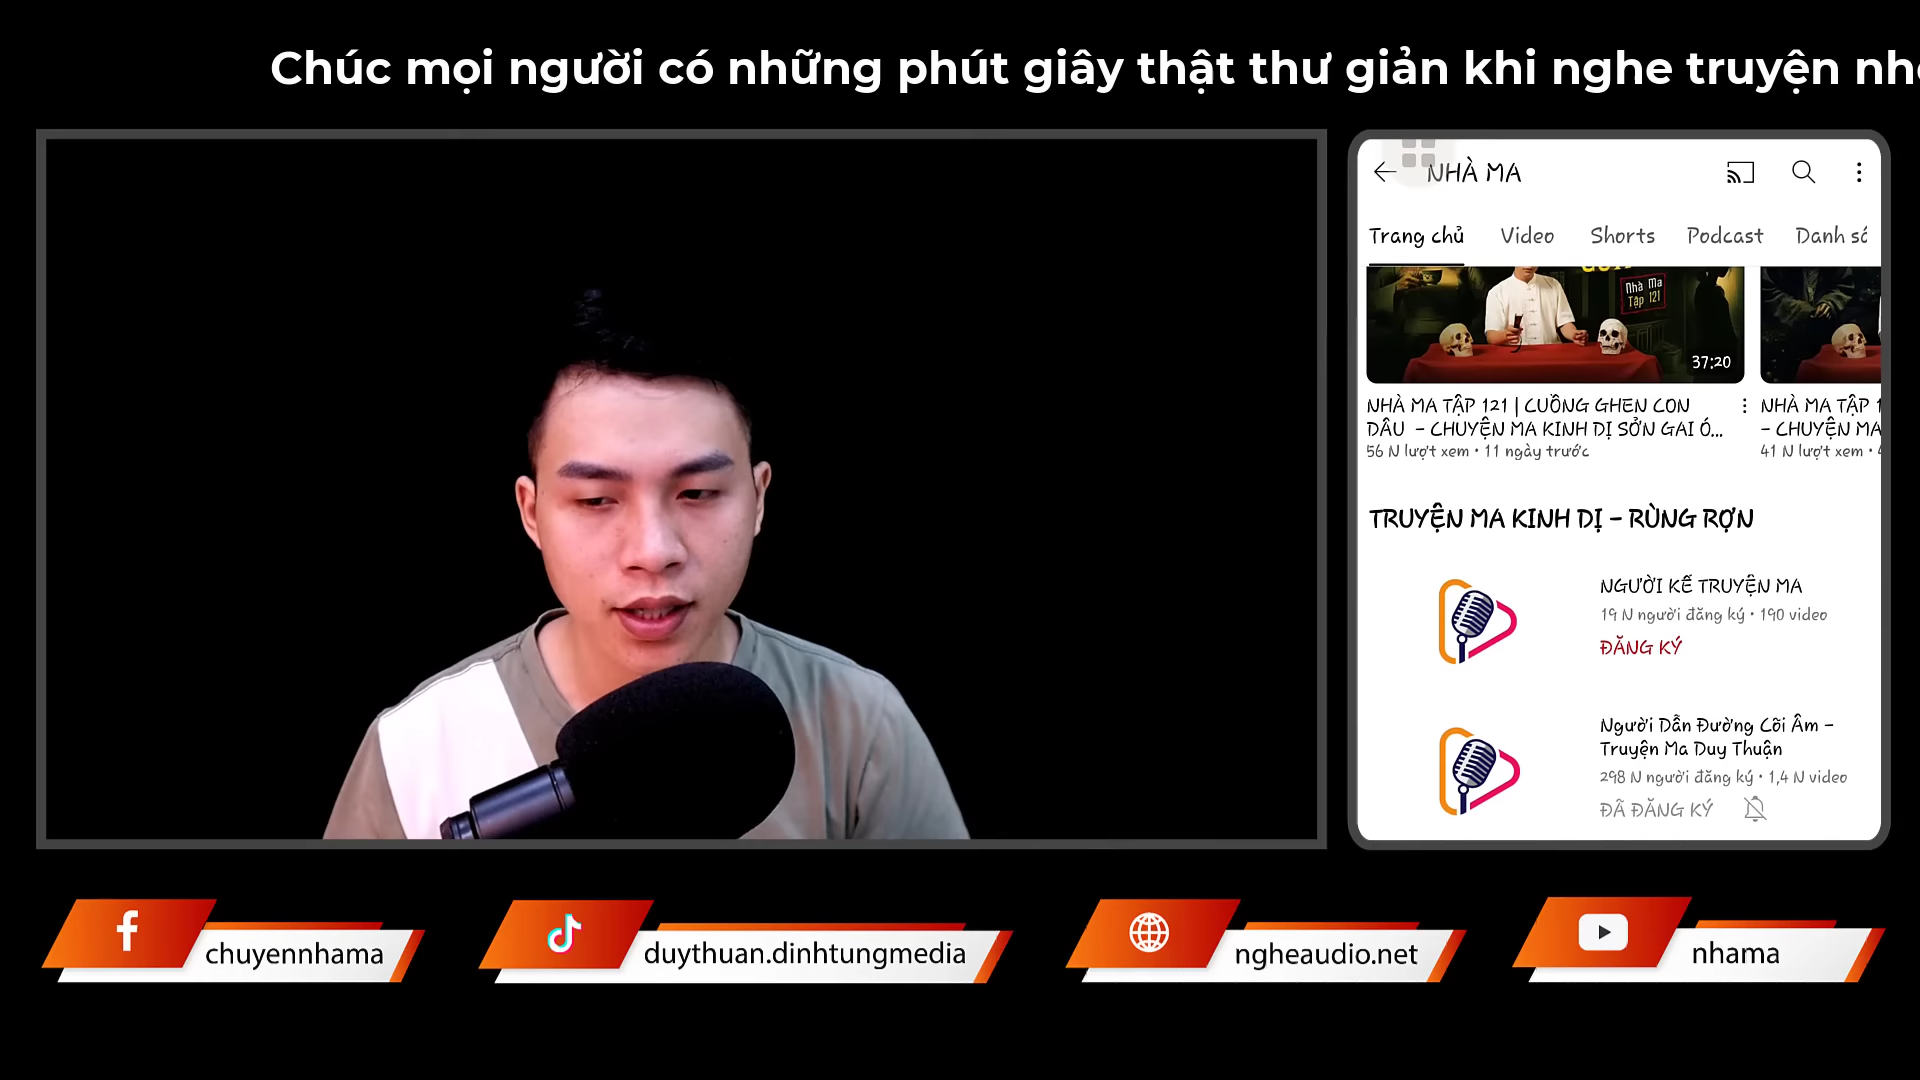 Chúc mọi người có những phút giây thật thư giản khi nghe truyện
NHÀ MA
Trang chủ Video Shorts Podcast Danh sá
Nhà Ma
Tập 121
37:20
NHÀ MA TẬP 121 | CUỒNG GHEN CON
DÂU - CHUYỆN MA KINH DỊ SỞN GAI Ó...
56 N lượt xem • 11 ngày trước
NHÀ MA TẬP 1
- CHUYỆN MA
41 N lượt xem •
TRUYỆN MA KINH DỊ - RÙNG RỢN
NGƯỜI KỂ TRUYỆN MA
19 N người đăng ký • 190 video
ĐĂNG KÝ
Người Dẫn Đường Cõi Âm -
Truyện Ma Duy Thuận
298 N người đăng ký • 1,4 N video
ĐÃ ĐĂNG KÝ
chuyennhama
duythuan.dinhtungmedia
ngheaudio.net
nhama